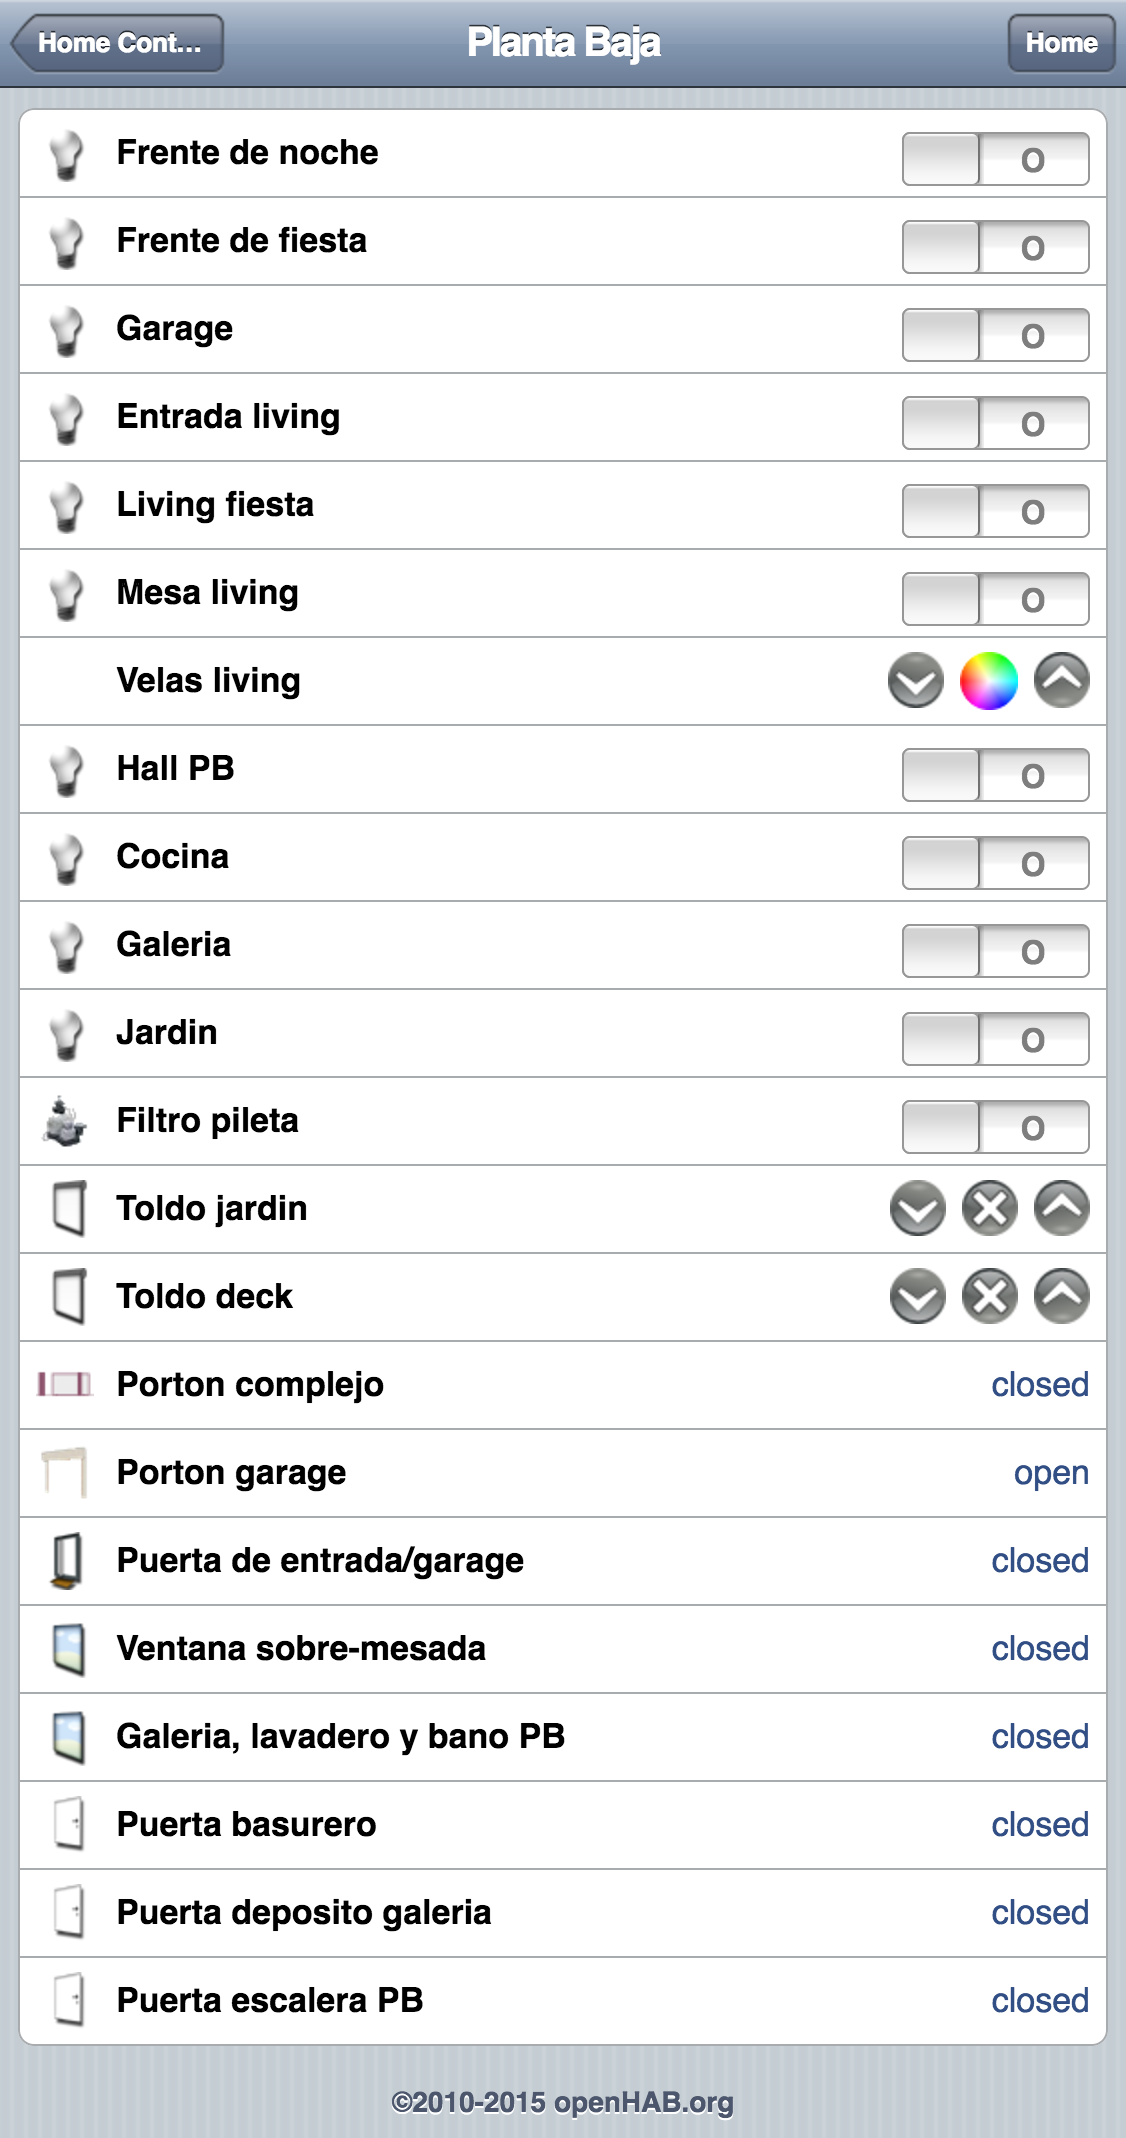 Home Cont...
Planta Baja
Home
Frente de noche
O
Frente de fiesta
O
Garage
O
Entrada living
O
Living fiesta
O
Mesa living
O
Velas living
Hall PB
O
Cocina
O
Galeria
O
Jardin
O
Filtro pileta
O
Toldo jardin
Toldo deck
Porton complejo
closed
Porton garage
open
Puerta de entrada/garage
closed
Ventana sobre-mesada
closed
Galeria, lavadero y bano PB
closed
Puerta basurero
closed
Puerta deposito galeria
closed
Puerta escalera PB
closed
©2010-2015 openHAB.org